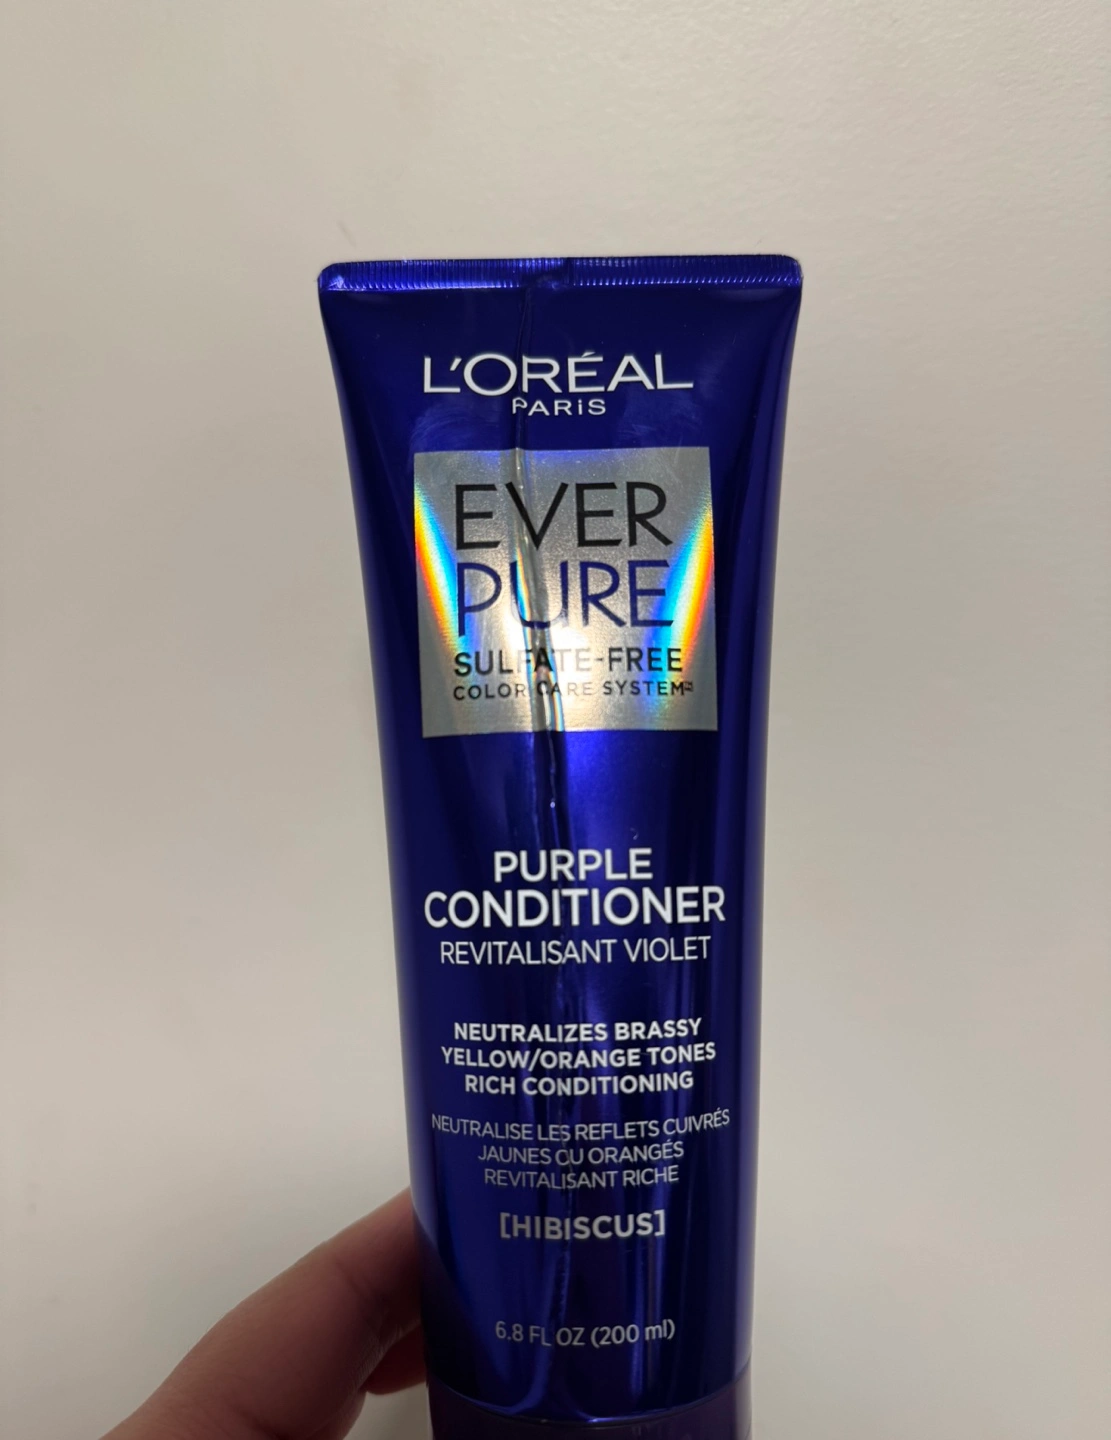 L'ORÉAL
PARiS
EVER
PURE
SULFATE-FREE
COLOR CARE SYSTEM™
PURPLE
CONDITIONER
REVITALISANT VIOLET
NEUTRALIZES BRASSY
YELLOW/ORANGE TONES
RICH CONDITIONING
NEUTRALISE LES REFLETS CUIVRÉS
JAUNES OU ORANGÉS
REVITALISANT RICHE
[HIBISCUS]
6.8 FL OZ (200 ml)